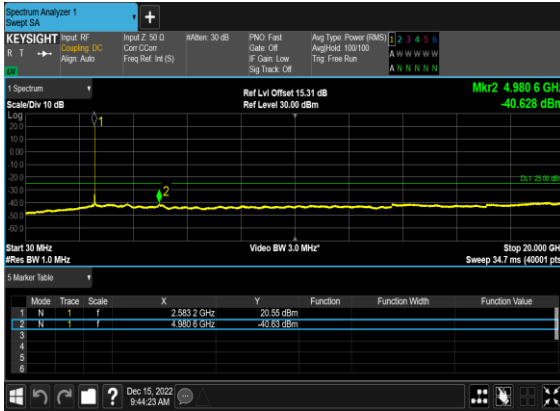 Spectrum Analyzer 1
Swept SA
+
KEYSIGHT Input: RF Input Z: 50 Ω #Atten: 30 dB PNO: Fast Avg Type: Power (RMS) 1 2 3 4 5 6
R T Coupling: DC Corr CCorr Gate: Off Avg|Hold: 100/100 A W W W W W
Align: Auto Freq Ref: Int (S) IF Gain: Low Trig: Free Run
Sig Track: Off A N N N N N
1 Spectrum Ref Lvl Offset 15.31 dB Mkr2 4.980 6 GHz
Scale/Div 10 dB Ref Level 30.00 dBm -40.628 dBm
Log
20.0
10.0
0.00
-10.0
-20.0
-30.0
-40.0
-50.0
-60.0
1
2
Start 30 MHz Video BW 3.0 MHz* Stop 20.000 GH
#Res BW 1.0 MHz Sweep 34.7 ms (40001 pts
5 Marker Table
Mode Trace Scale X Y Function Function Width Function Value
1 N 1 f 2.583 2 GHz 20.55 dBm
2 N 1 f 4.980 6 GHz -40.63 dBm
3
4
5
6
? Dec 15, 2022
9:44:23 AM